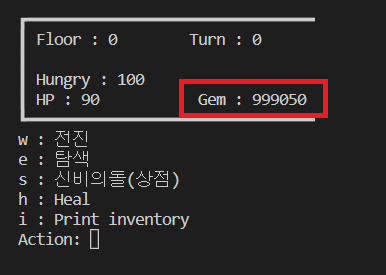 Floor : 0 Turn : 0
Hungry : 100
HP : 90 Gem : 999050
w : 전진
e : 탐색
s : 신비의돌(상점)
h : Heal
i : Print inventory
Action: